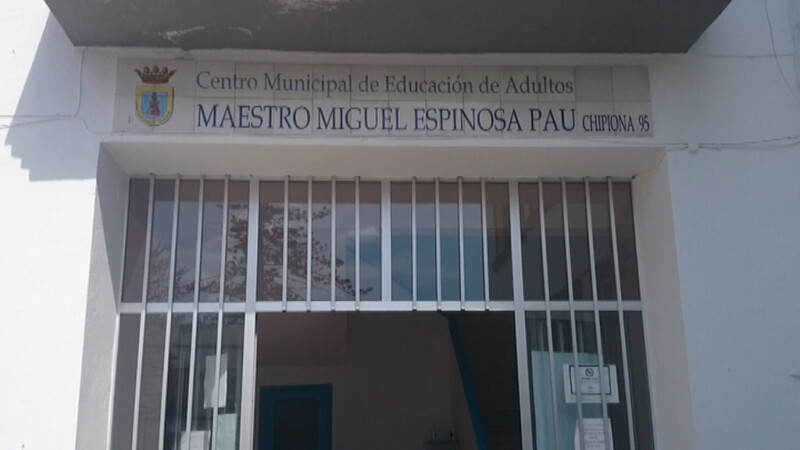 Centro Municipal de Educación de Adultos
MAESTRO MIGUEL ESPINOSA PAU CHIPIONA 95